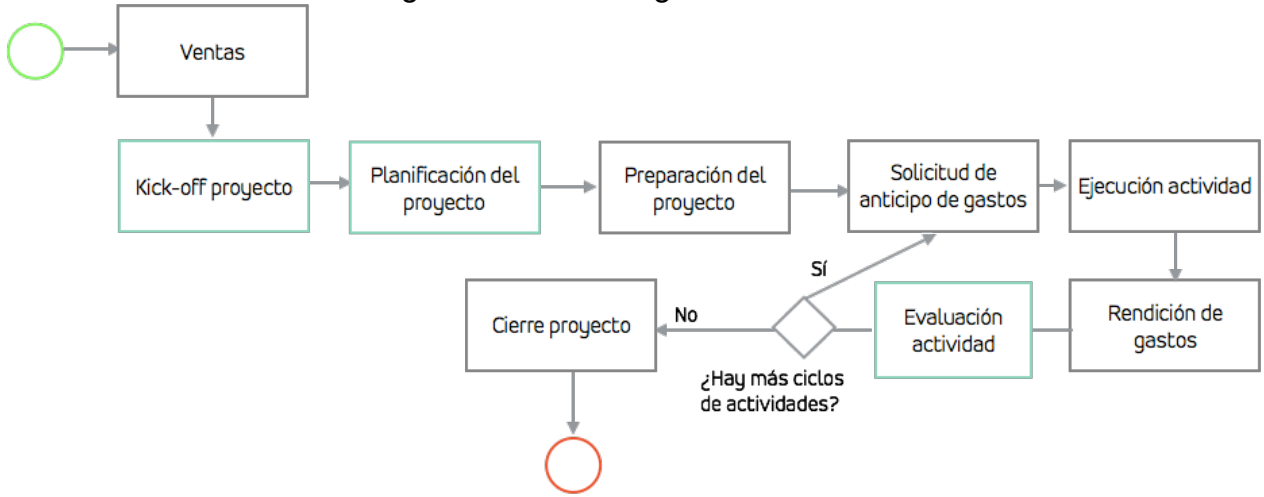 Ventas
Kick-off proyecto
Planificación del
proyecto
Preparación del
proyecto
Solicitud de
anticipo de gastos
Ejecución actividad
Sí
Cierre proyecto
No
¿Hay más ciclos
de actividades?
Evaluación
actividad
Rendición de
gastos